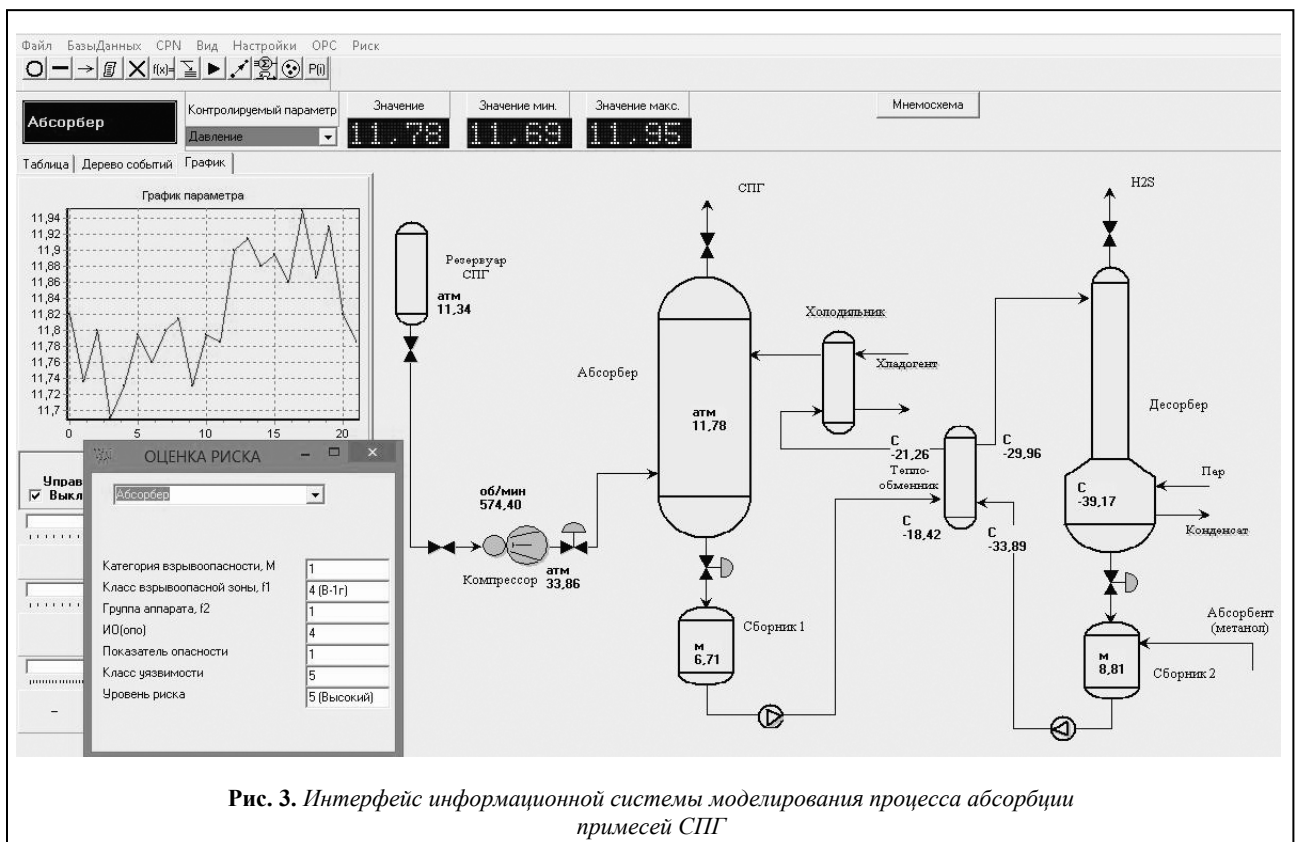 Файл БазыДанных CPN Вид Настройки OPC Риск
f(x)= P(i)
Абсорбер
Контролируемый параметр
Давление
Значение
11.78
Значение мин.
11.69
Значение макс.
11.95
Мнемосхема
Таблица Дерево событий График
График параметра
11,94
11,92
11,9
11,88
11,86
11,84
11,82
11,8
11,78
11,76
11,74
11,72
11,7
0 5 10 15 20
Управ
Выкл
ОЦЕНКА РИСКА
Абсорбер
Категория взрывоопасности, М 1
Класс взрывоопасной зоны, f1 4 (В-1г)
Группа аппарата, f2 1
ИО(опо) 4
Показатель опасности 1
Класс уязвимости 5
Уровень риска 5 (Высокий)
Резервуар
СПГ
атм
11,34
об/мин
574,40
Компрессор
атм
33,86
СПГ
Абсорбер
атм
11,78
Сборник 1
м
6,71
Холодильник
Хладогент
С
-21,26
Тепло-
обменник
С
-18,42
С
-29,96
С
-33,89
H2S
Десорбер
С
-39,17
Пар
Конденсат
Абсорбент
(метанол)
м
8,81
Сборник 2
Рис. 3. Интерфейс информационной системы моделирования процесса абсорбции
примесей СПГ